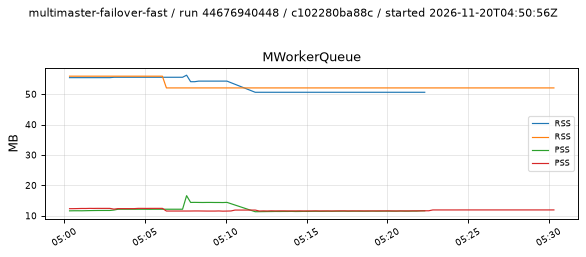 multimaster-failover-fast / run 44676940448 / c102280ba88c / started 2026-11-20T04:50:56Z
MWorkerQueue
MB
50
40
30
20
10
RSS
RSS
PSS
PSS
05:00
05:05
05:10
05:15
05:20
05:25
05:30